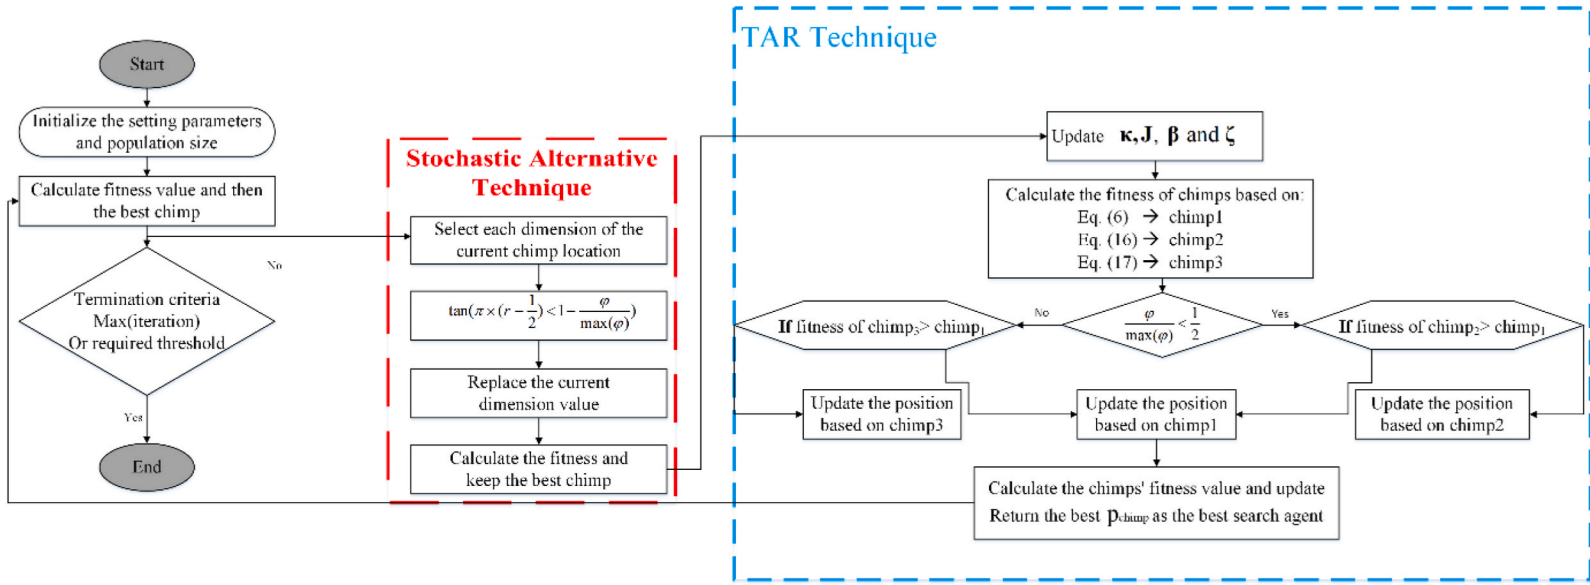 Start
Initialize the setting parameters
and population size
Calculate fitness value and then
the best chimp
No
Termination criteria
Max(iteration)
Or required threshold
Yes
End
Stochastic Alternative
Technique
Select each dimension of the
current chimp location
tan(π×(r−1/2)<1−φ/max(φ))
Replace the current
dimension value
Calculate the fitness and
keep the best chimp
TAR Technique
Update κ,J, β and ζ
Calculate the fitness of chimps based on:
Eq. (6) → chimp1
Eq. (16) → chimp2
Eq. (17) → chimp3
If fitness of chimp₃> chimp₁
No
φ/max(φ)<1/2
Yes
If fitness of chimp₂> chimp₁
Update the position
based on chimp3
Update the position
based on chimp1
Update the position
based on chimp2
Calculate the chimps' fitness value and update
Return the best pchimp as the best search agent